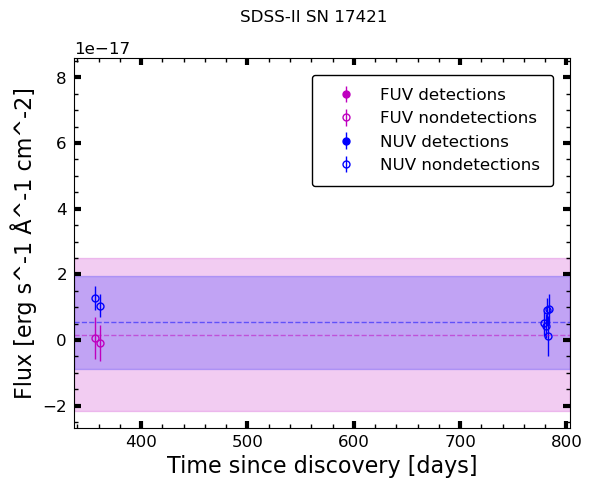 SDSS-II SN 17421
1e−17
8
6
4
2
0
−2
Flux [erg s^-1 Å^-1 cm^-2]
FUV detections
FUV nondetections
NUV detections
NUV nondetections
400 500 600 700 800
Time since discovery [days]